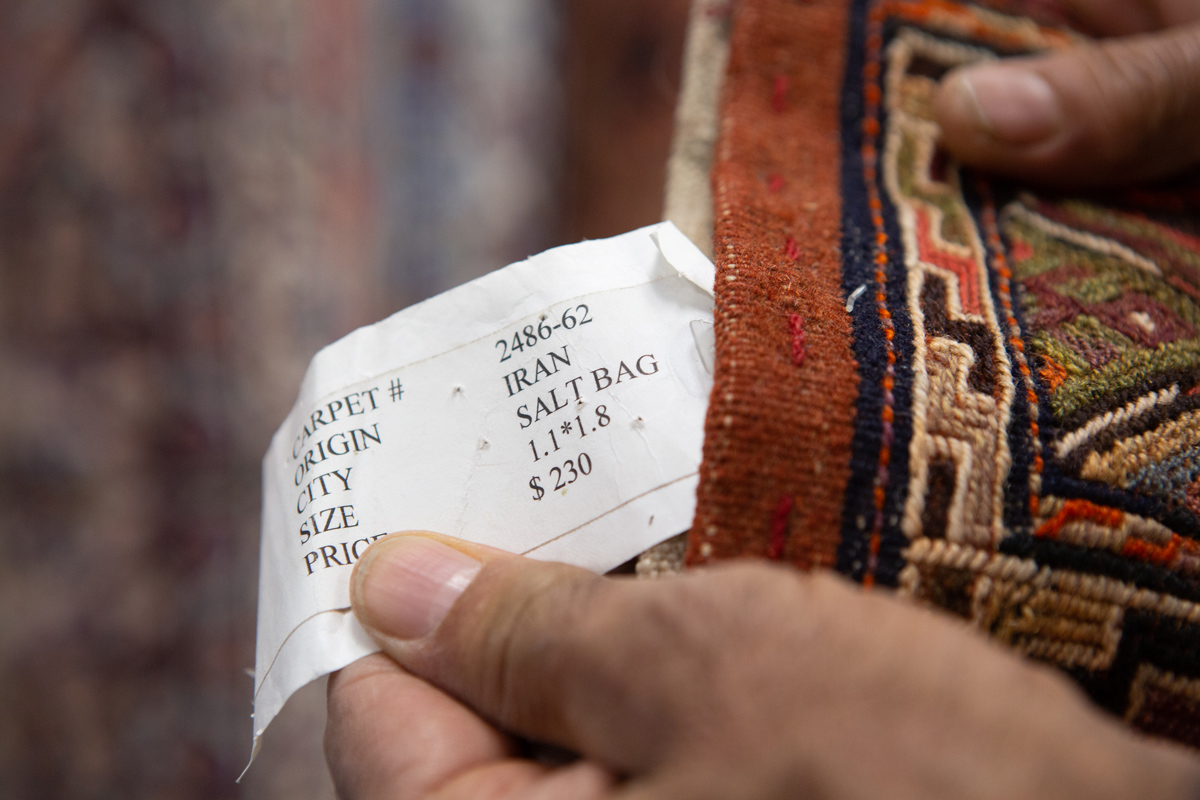 CARPET # 2486-62
ORIGIN IRAN
CITY SALT BAG
SIZE 1.1*1.8
PRICE $ 230